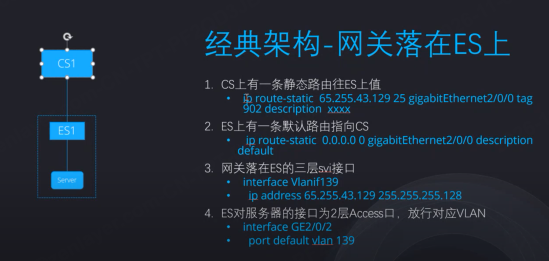 经典架构-网关落在ES上
CS1
ES1
Server
1. CS上有一条静态路由往ES上值
• ip route-static 65.255.43.129 25 gigabitEthernet2/0/0 tag
902 description xxxx
2. ES上有一条默认路由指向CS
• ip route-static 0.0.0.0 0 gigabitEthernet2/0/0 description
default
3. 网关落在ES的三层svi接口
• interface Vlanif139
• ip address 65.255.43.129 255.255.255.128
4. ES对服务器的接口为2层Access口、放行对应VLAN
• interface GE2/0/2
• port default vlan 139